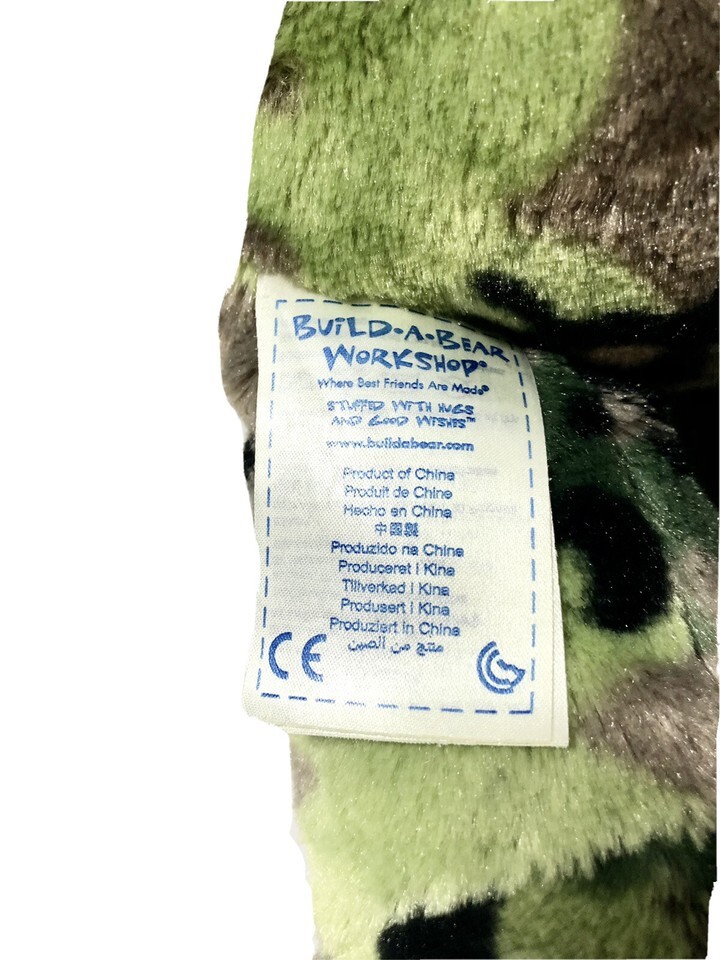 BUiLD•A•BEAR
WORKSHOP®
Where Best Friends Are Made®
STUFFED WITH HUGS
AND GOOD WISHES™
www.buildabear.com
Product of China
Produit de Chine
Hecho en China
中國製
Produzido na China
Produceret i Kina
Tillverkad i Kina
Produsert i Kina
Produziert in China
منتج من الصين
CE